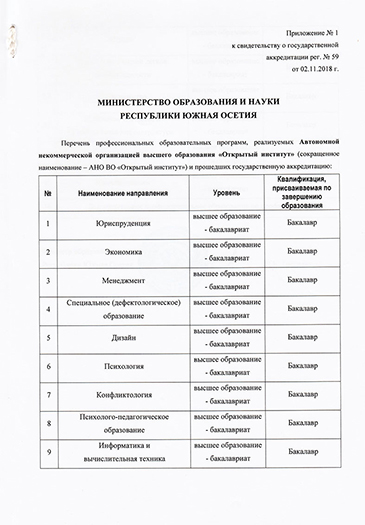 Приложение № 1
к свидетельству о государственной
аккредитации рег. № 59
от 02.11.2018 г.
МИНИСТЕРСТВО ОБРАЗОВАНИЯ И НАУКИ
РЕСПУБЛИКИ ЮЖНАЯ ОСЕТИЯ
Перечень профессиональных образовательных программ, реализуемых Автономной
некоммерческой организацией высшего образования «Открытый институт» (сокращенное
наименование – АНО ВО «Открытый институт») и прошедших государственную аккредитацию:
№ Наименование направления Уровень Квалификация, присваиваемая по завершению образования
1 Юриспруденция высшее образование - бакалавриат Бакалавр
2 Экономика высшее образование - бакалавриат Бакалавр
3 Менеджмент высшее образование - бакалавриат Бакалавр
4 Специальное (дефектологическое) образование высшее образование - бакалавриат Бакалавр
5 Дизайн высшее образование - бакалавриат Бакалавр
6 Психология высшее образование - бакалавриат Бакалавр
7 Конфликтология высшее образование - бакалавриат Бакалавр
8 Психолого-педагогическое образование высшее образование - бакалавриат Бакалавр
9 Информатика и вычислительная техника высшее образование - бакалавриат Бакалавр